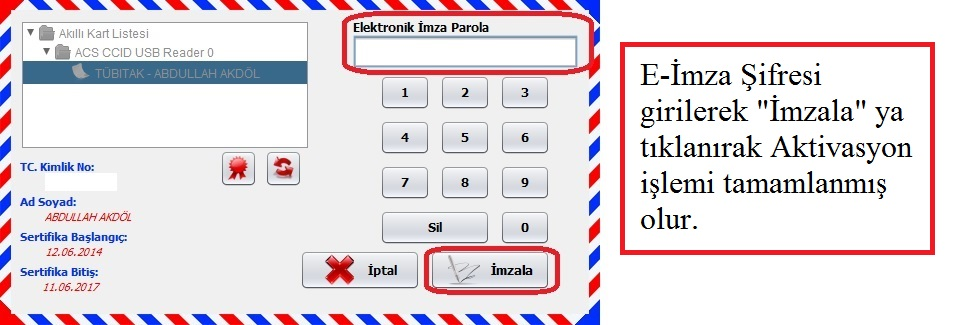 Akıllı Kart Listesi
ACS CCID USB Reader 0
TÜBITAK - ABDULLAH AKDÖL
TC. Kimlik No:
Ad Soyad:
ABDULLAH AKDÖL
Sertifika Başlangıç:
12.06.2014
Sertifika Bitiş:
11.06.2017
Elektronik İmza Parola
1 2 3
4 5 6
7 8 9
Sil 0
İptal İmzala
E-İmza Şifresi
girilerek "İmzala" ya
tıklanırak Aktivasyon
işlemi tamamlanmış
olur.